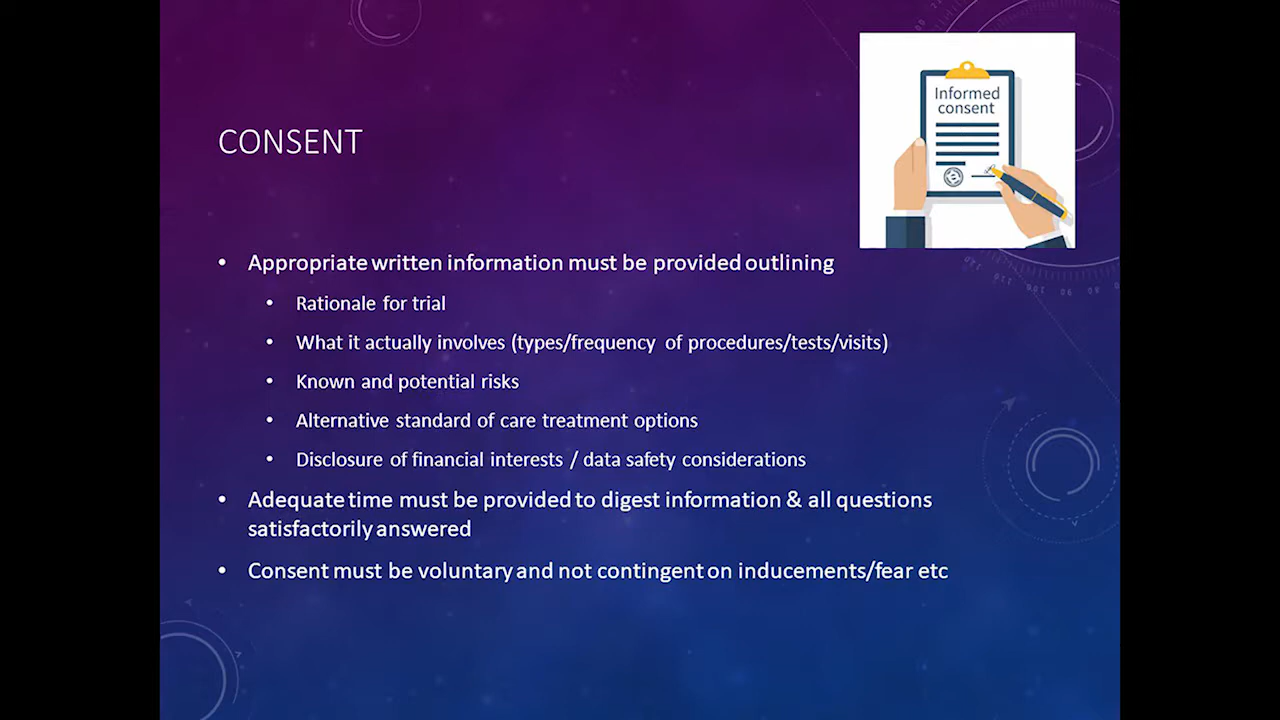 Informed
consent
CONSENT
• Appropriate written information must be provided outlining
• Rationale for trial
• What it actually involves (types/frequency of procedures/tests/visits)
• Known and potential risks
• Alternative standard of care treatment options
• Disclosure of financial interests / data safety considerations
• Adequate time must be provided to digest information & all questions
satisfactorily answered
• Consent must be voluntary and not contingent on inducements/fear etc